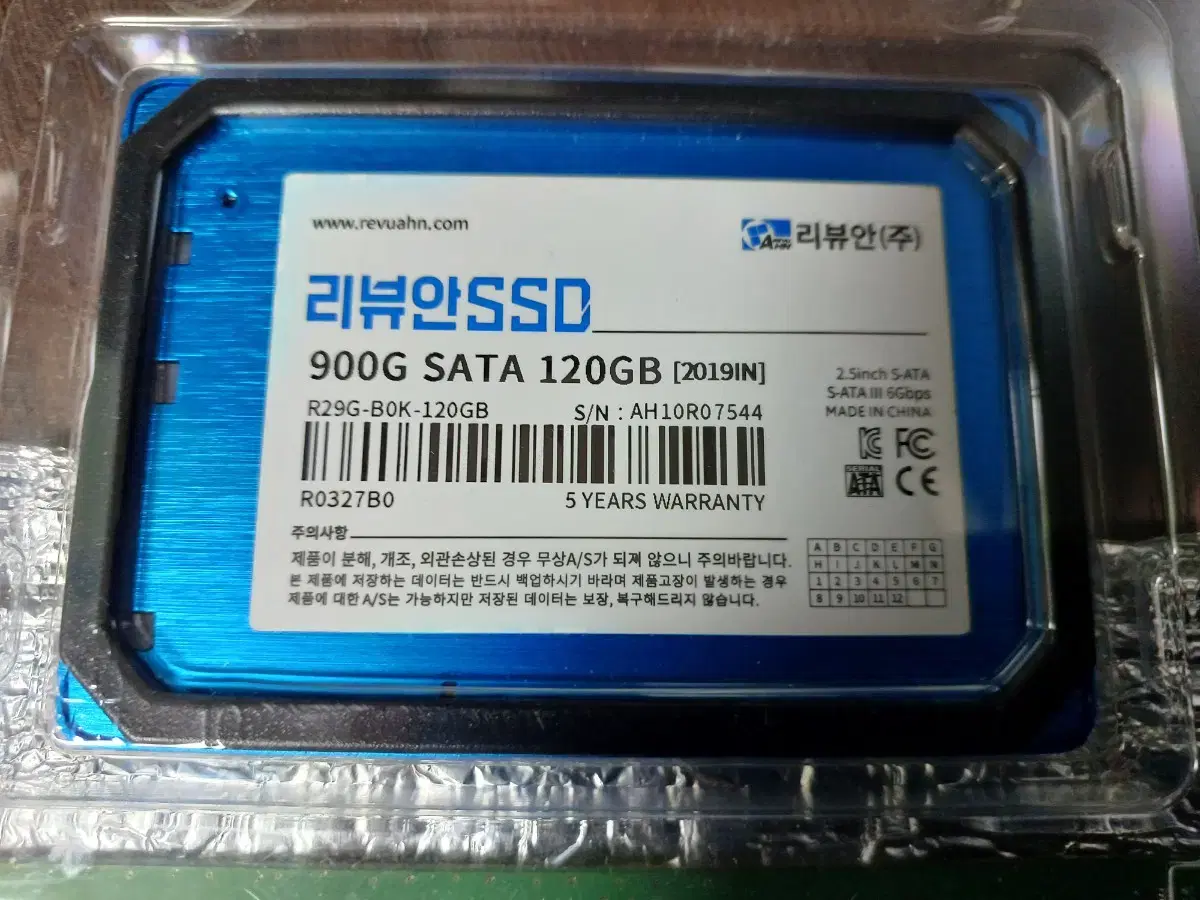 www.revuahn.com
리뷰안(주)
리뷰안SSD
900G SATA 120GB [2019IN]
2.5inch S-ATA
S-ATA III 6Gbps
MADE IN CHINA
R29G-B0K-120GB
S/N : AH10R07544
FC
SERIAL
ATA
CE
R0327B0
5 YEARS WARRANTY
주의사항
제품이 분해, 개조, 외관손상된 경우 무상A/S가 되져 않으니 주의바랍니다.
본 제품에 저장하는 데이터는 반드시 백업하시기 바라며 제품고장이 발생하는 경우
제품에 대한 A/S는 가능하지만 저장된 데이터는 보장, 복구해드리지 않습니다.
A B C D E F G
H I J K L M N
1 2 3 4 5 6 7
8 9 10 11 12